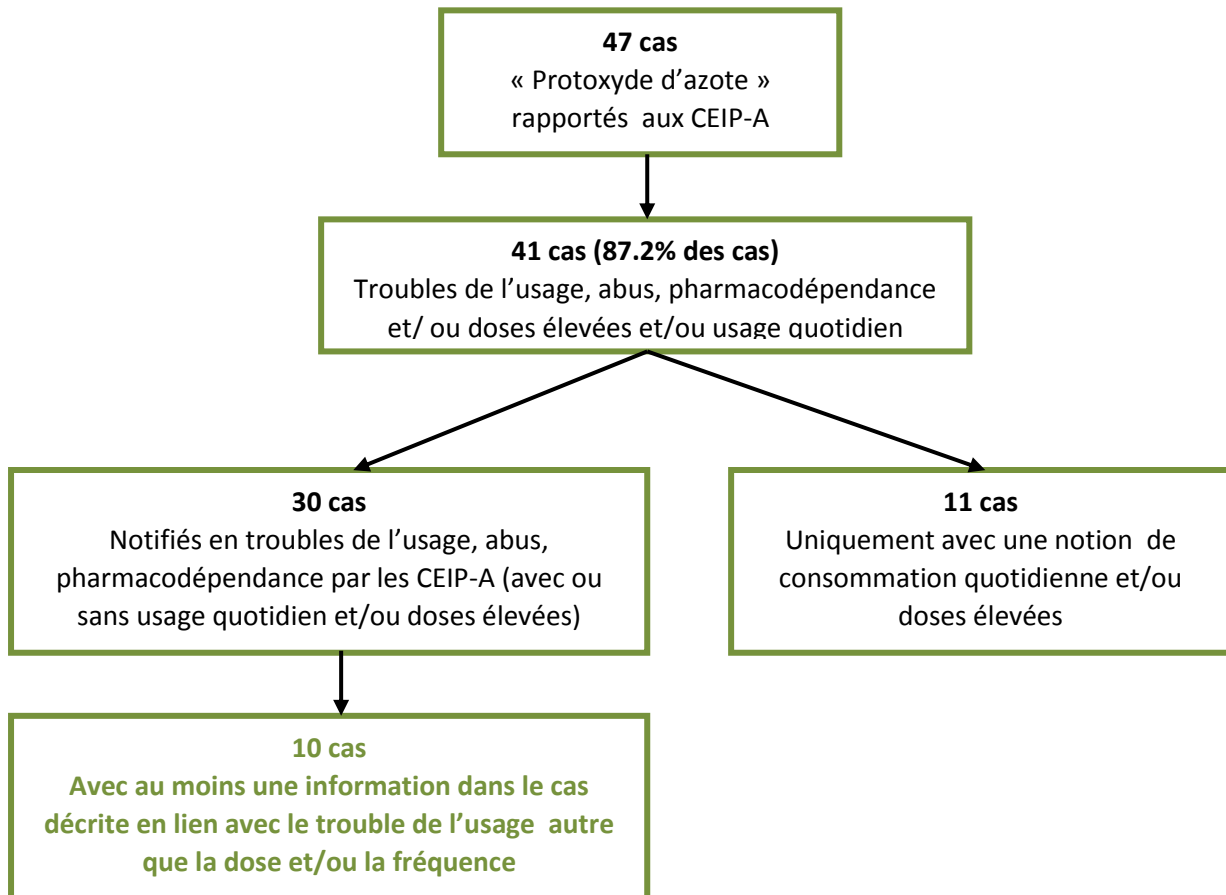 47 cas
« Protoxyde d’azote »
rapportés aux CEIP-A
41 cas (87.2% des cas)
Troubles de l’usage, abus, pharmacodépendance
et/ ou doses élevées et/ou usage quotidien
30 cas
Notifiés en troubles de l’usage, abus,
pharmacodépendance par les CEIP-A (avec ou
sans usage quotidien et/ou doses élevées)
11 cas
Uniquement avec une notion de
consommation quotidienne et/ou
doses élevées
10 cas
Avec au moins une information dans le cas
décrite en lien avec le trouble de l’usage autre
que la dose et/ou la fréquence